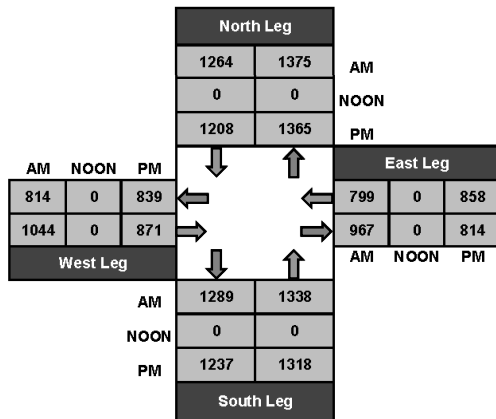 North Leg
1264 1375 AM
0 0 NOON
1208 1365 PM
AM NOON PM East Leg
814 0 839 799 0 858
1044 0 871 967 0 814
West Leg AM NOON PM
AM 1289 1338
NOON 0 0
PM 1237 1318
South Leg